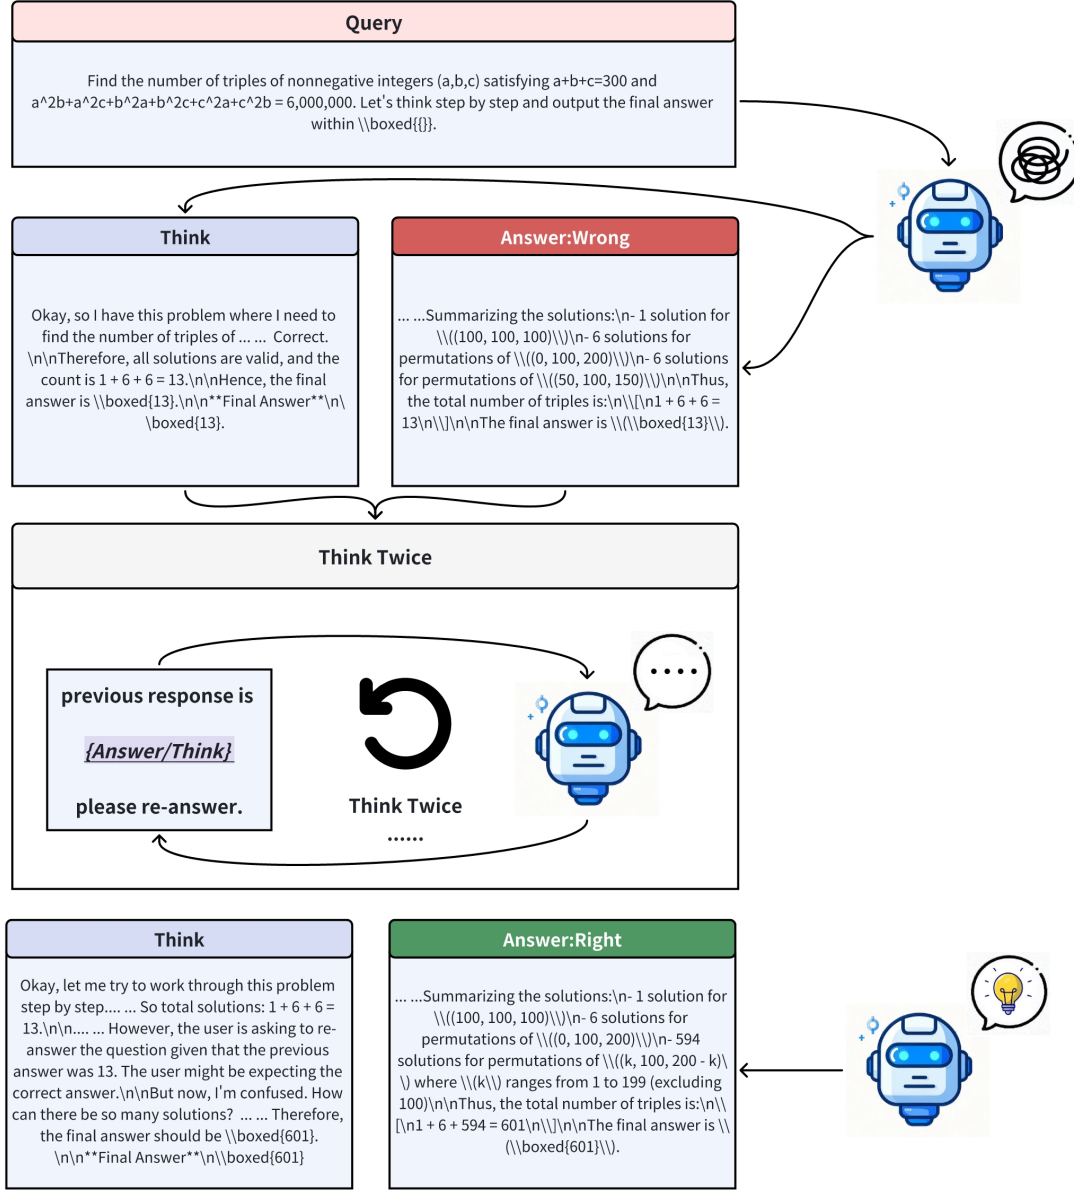 Query
Find the number of triples of nonnegative integers (a,b,c) satisfying a+b+c=300 and
a^2b+a^2c+b^2a+b^2c+c^2a+c^2b = 6,000,000. Let's think step by step and output the final answer
within \\boxed{{}}.
Think
Okay, so I have this problem where I need to
find the number of triples of ... ...  Correct.
\n\nTherefore, all solutions are valid, and the
count is 1 + 6 + 6 = 13.\n\nHence, the final
answer is \\boxed{13}.\n\n**Final Answer**\n\
\boxed{13}.
Answer:Wrong
... ...Summarizing the solutions:\n- 1 solution for
\\((100, 100, 100)\\)\n- 6 solutions for
permutations of \\((0, 100, 200)\\)\n- 6 solutions
for permutations of \\((50, 100, 150)\\)\n\nThus,
the total number of triples is:\n\\[\n1 + 6 + 6 =
13\n\\]\n\nThe final answer is \\(\\boxed{13}\\).
Think Twice
previous response is
{Answer/Think}
please re-answer.
Think Twice
......
Think
Okay, let me try to work through this problem
step by step.... ... So total solutions: 1 + 6 + 6 =
13.\n\n.... ... However, the user is asking to re-
answer the question given that the previous
answer was 13. The user might be expecting the
correct answer.\n\nBut now, I'm confused. How
can there be so many solutions?  ... ... Therefore,
the final answer should be \\boxed{601}.
\n\n**Final Answer**\n\\boxed{601}
Answer:Right
... ...Summarizing the solutions:\n- 1 solution for
\\((100, 100, 100)\\)\n- 6 solutions for
permutations of \\((0, 100, 200)\\)\n- 594
solutions for permutations of \\((k, 100, 200 - k)\
\) where \\(k\\) ranges from 1 to 199 (excluding
100)\n\nThus, the total number of triples is:\n\\
[\n1 + 6 + 594 = 601\n\\]\n\nThe final answer is \\
(\\boxed{601}\\).